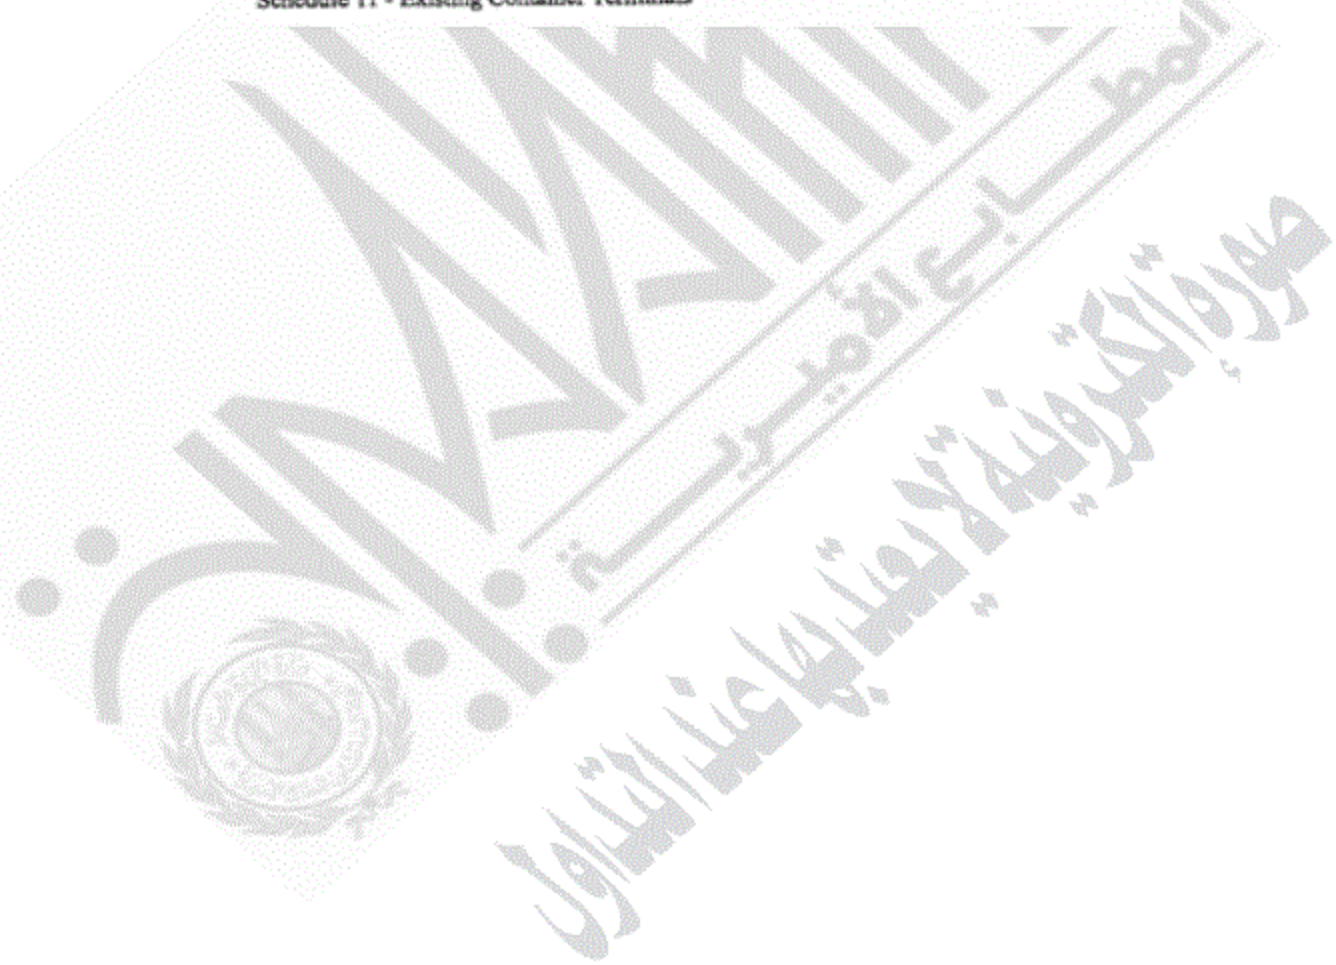 Schedule 11 - Existing Container Terminals
المطابع الأميرية
صورة إلكترونية لا يعتد بها عند التداول